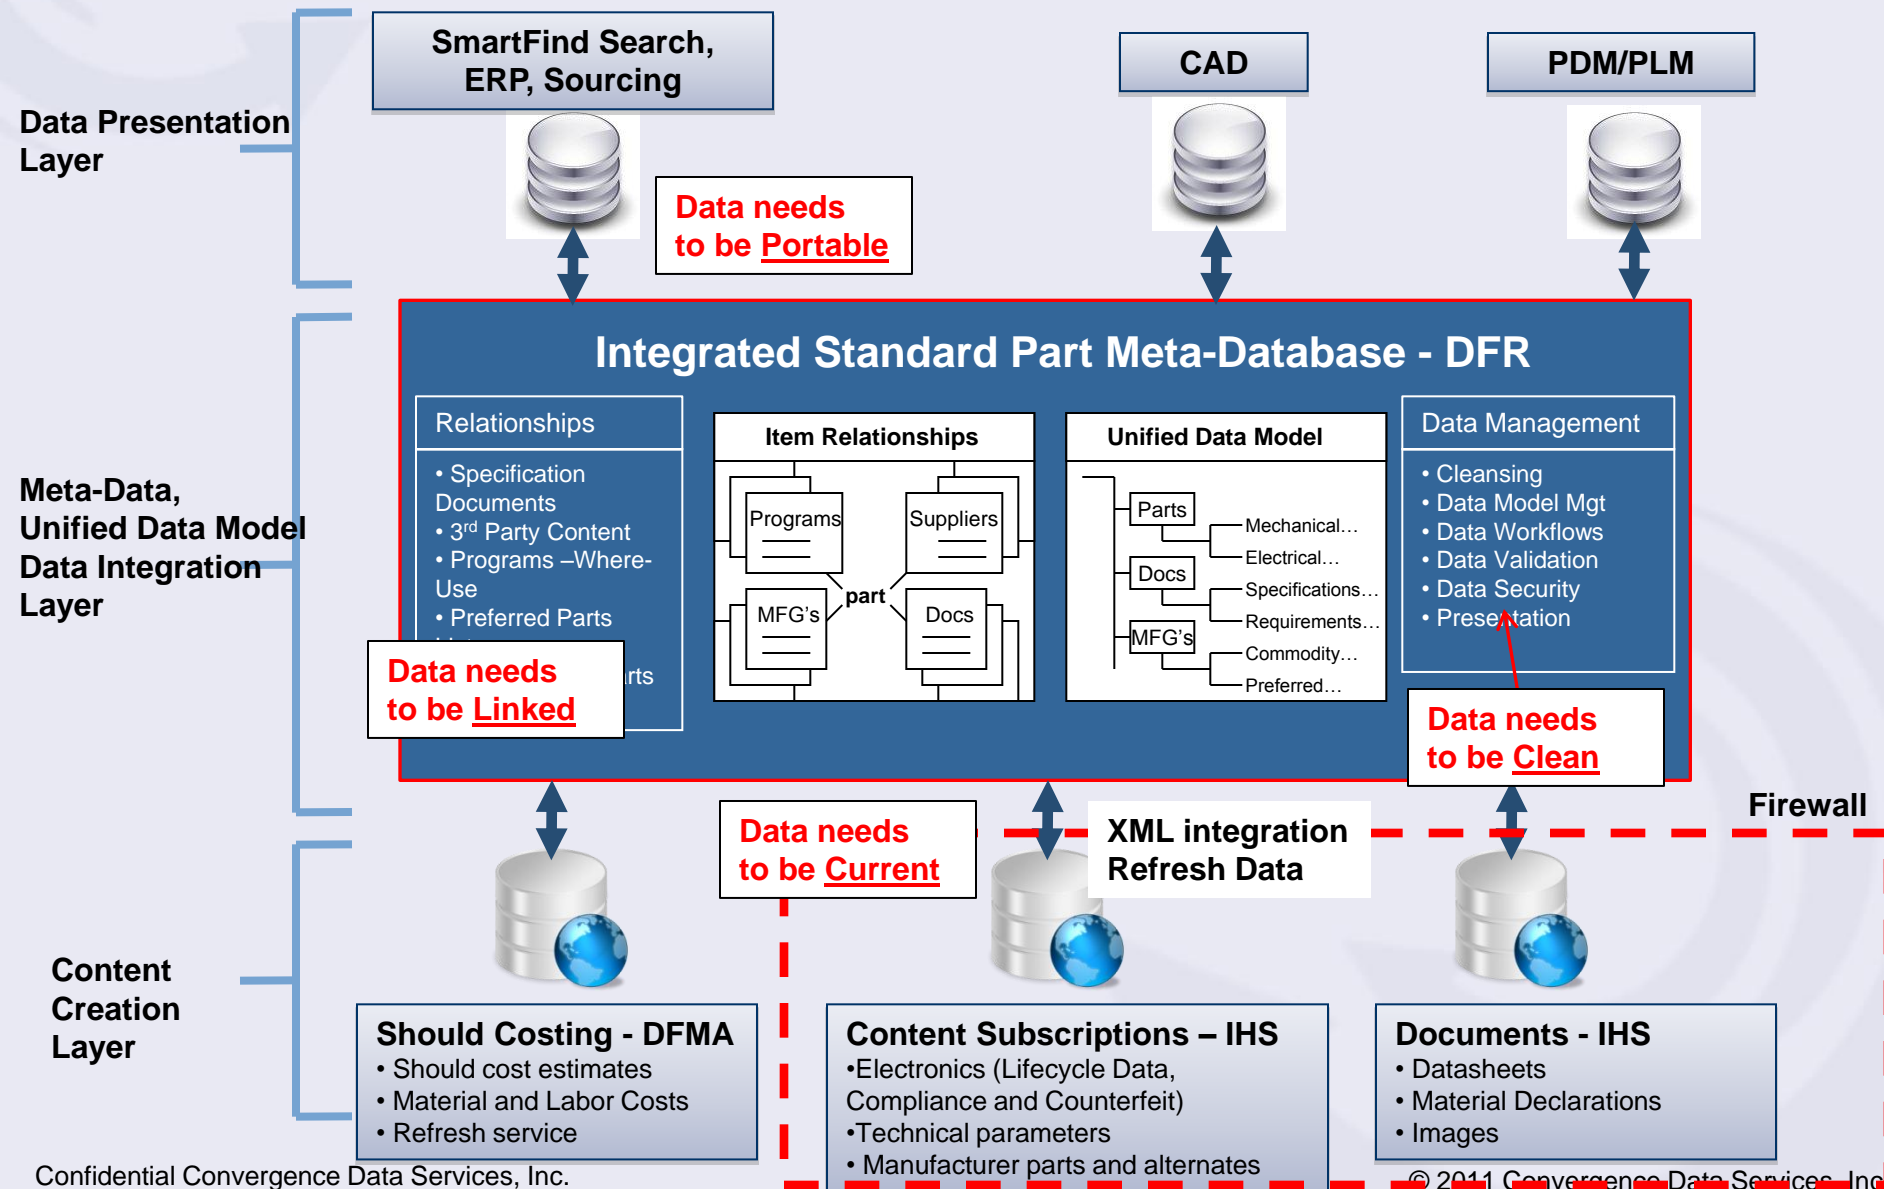 SmartFind Search,
ERP, Sourcing
CAD
PDM/PLM
Data Presentation
Layer
Data needs
to be Portable
Integrated Standard Part Meta-Database - DFR
Meta-Data,
Unified Data Model
Data Integration
Layer
Relationships
• Specification
Documents
• 3rd Party Content
• Programs –Where-
Use
• Preferred Parts
arts
Data needs
to be Linked
Item Relationships
Programs
Suppliers
part
MFG's
Docs
Unified Data Model
Parts
Mechanical…
Electrical…
Docs
Specifications…
Requirements…
MFG's
Commodity…
Preferred…
Data Management
• Cleansing
• Data Model Mgt
• Data Workflows
• Data Validation
• Data Security
• Presentation
Data needs
to be Clean
Firewall
Data needs
to be Current
XML integration
Refresh Data
Content
Creation
Layer
Should Costing - DFMA
• Should cost estimates
• Material and Labor Costs
• Refresh service
Content Subscriptions – IHS
•Electronics (Lifecycle Data,
Compliance and Counterfeit)
•Technical parameters
• Manufacturer parts and alternates
Documents - IHS
• Datasheets
• Material Declarations
• Images
Confidential Convergence Data Services, Inc.
© 2011 Convergence Data Services, Inc